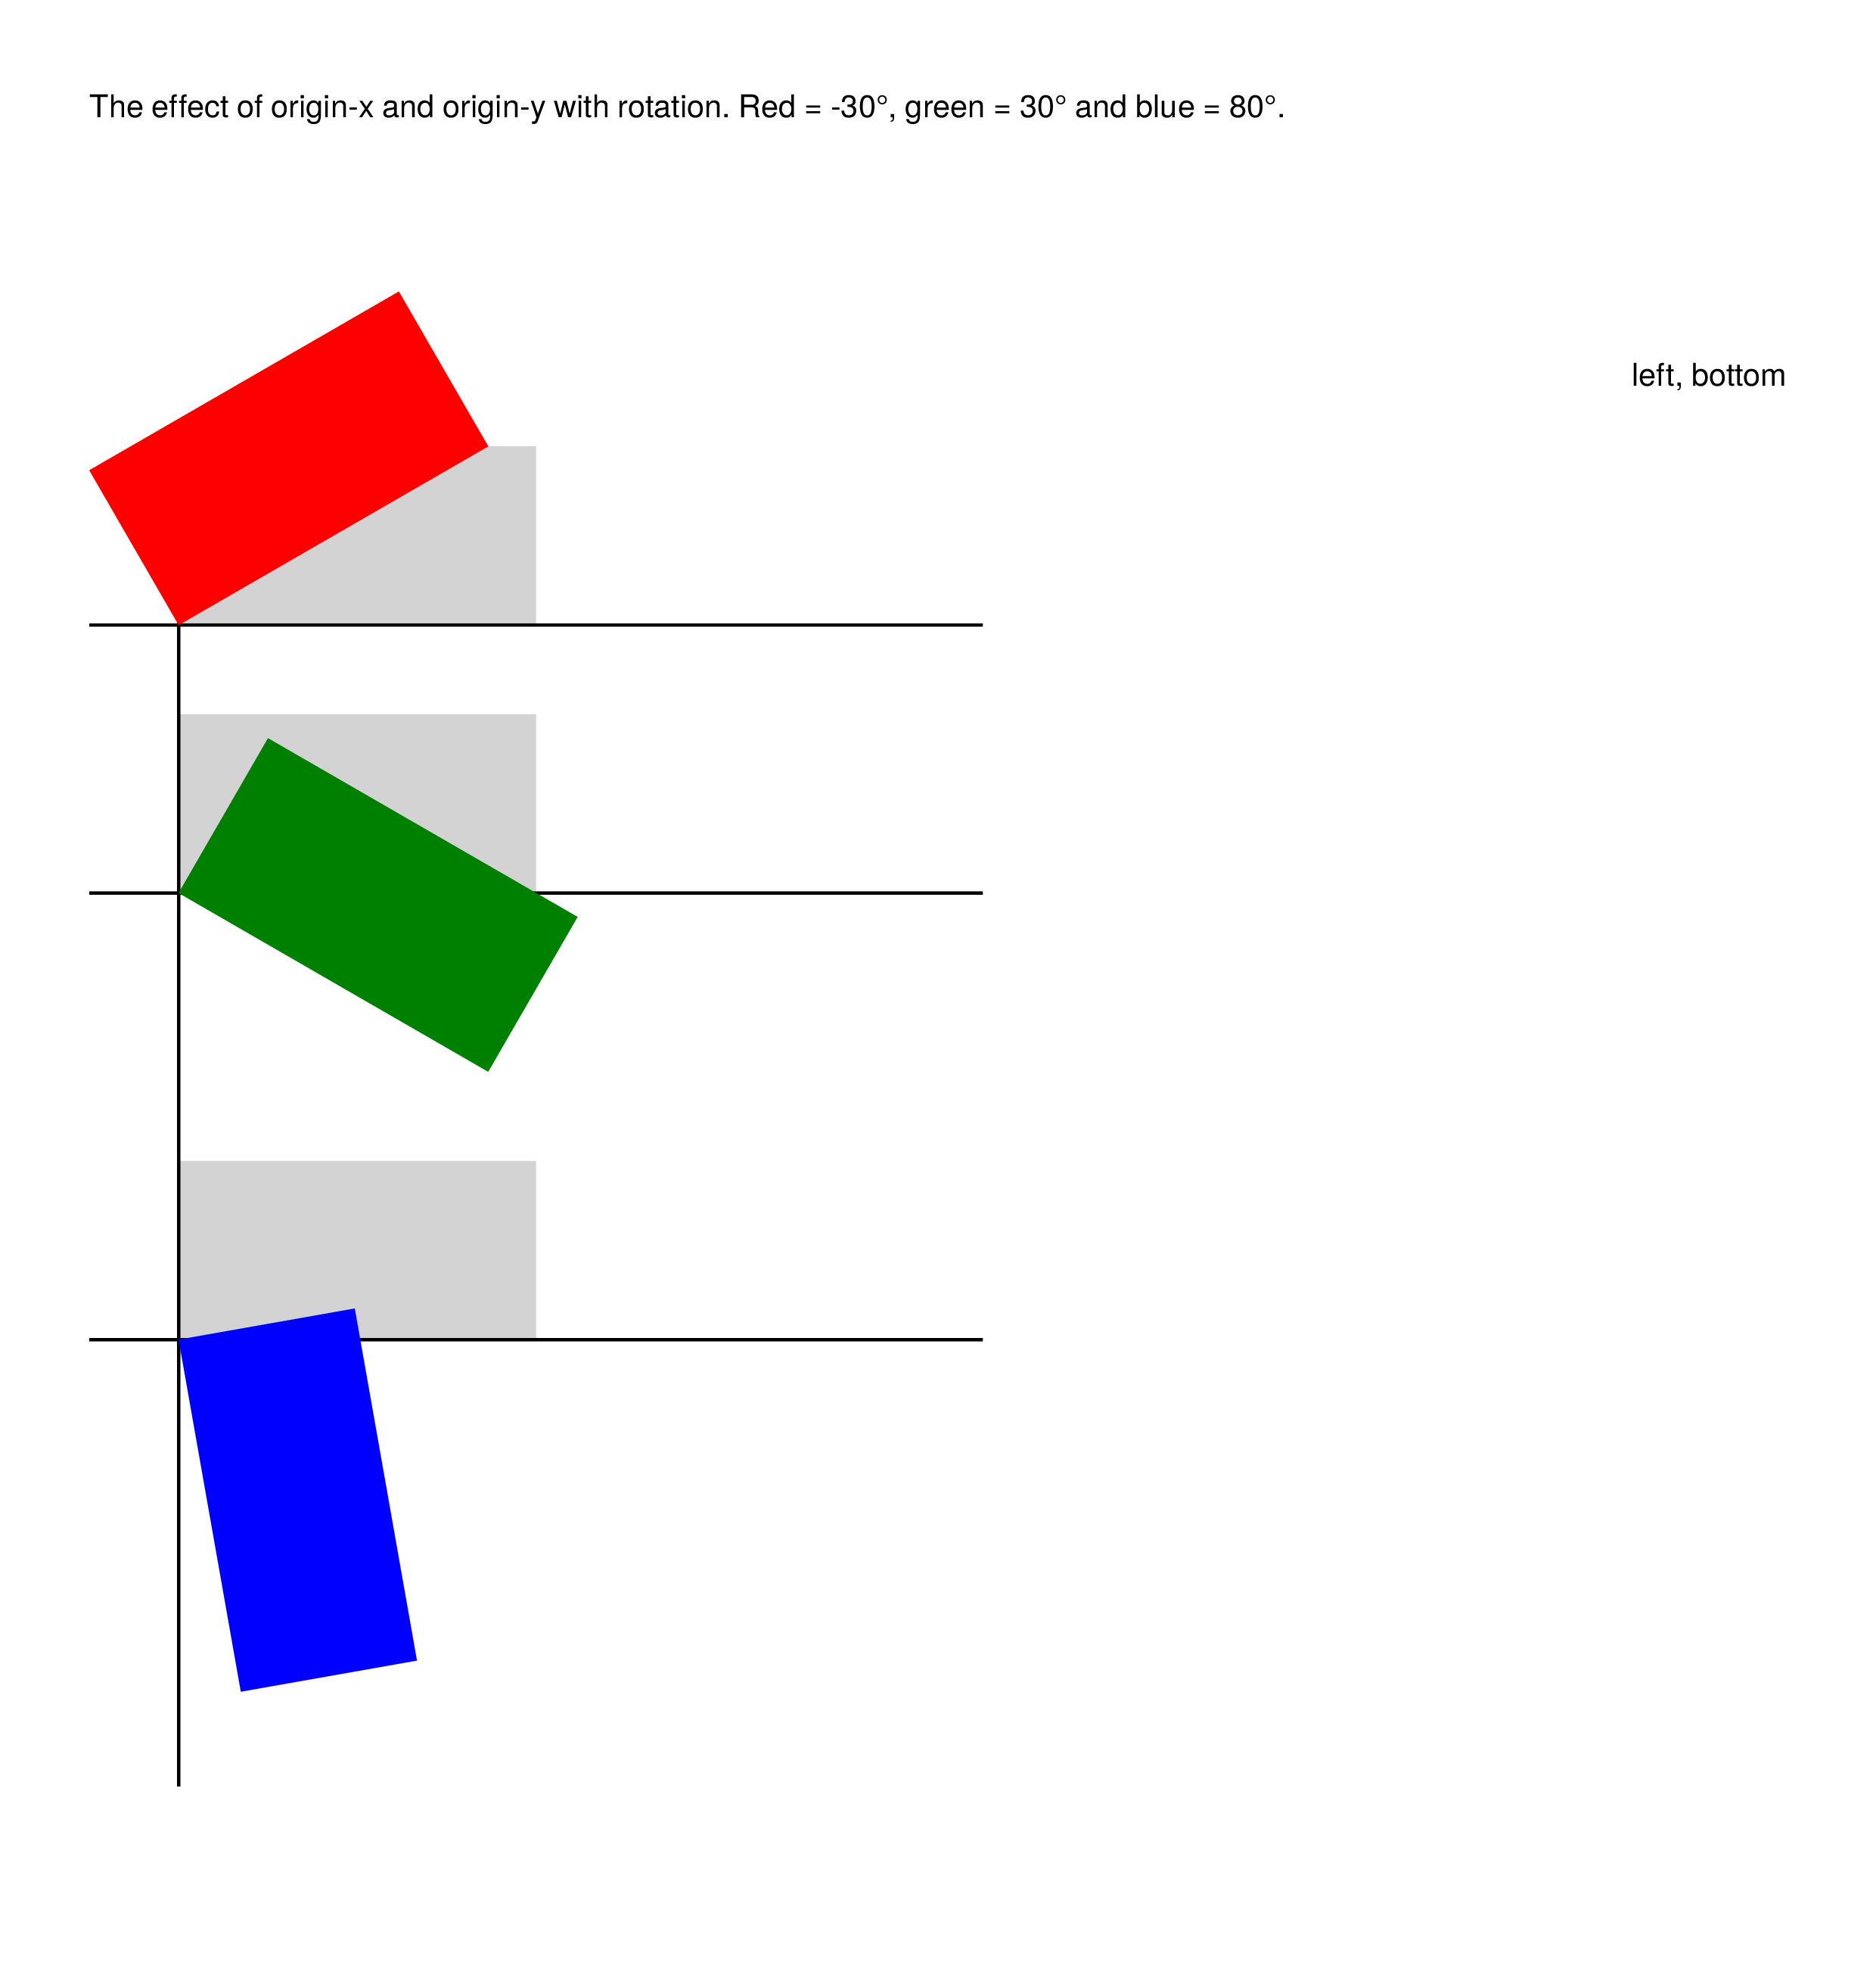 The effect of origin-x and origin-y with rotation. Red = -30°, green = 30° and blue = 80°.
left, bottom